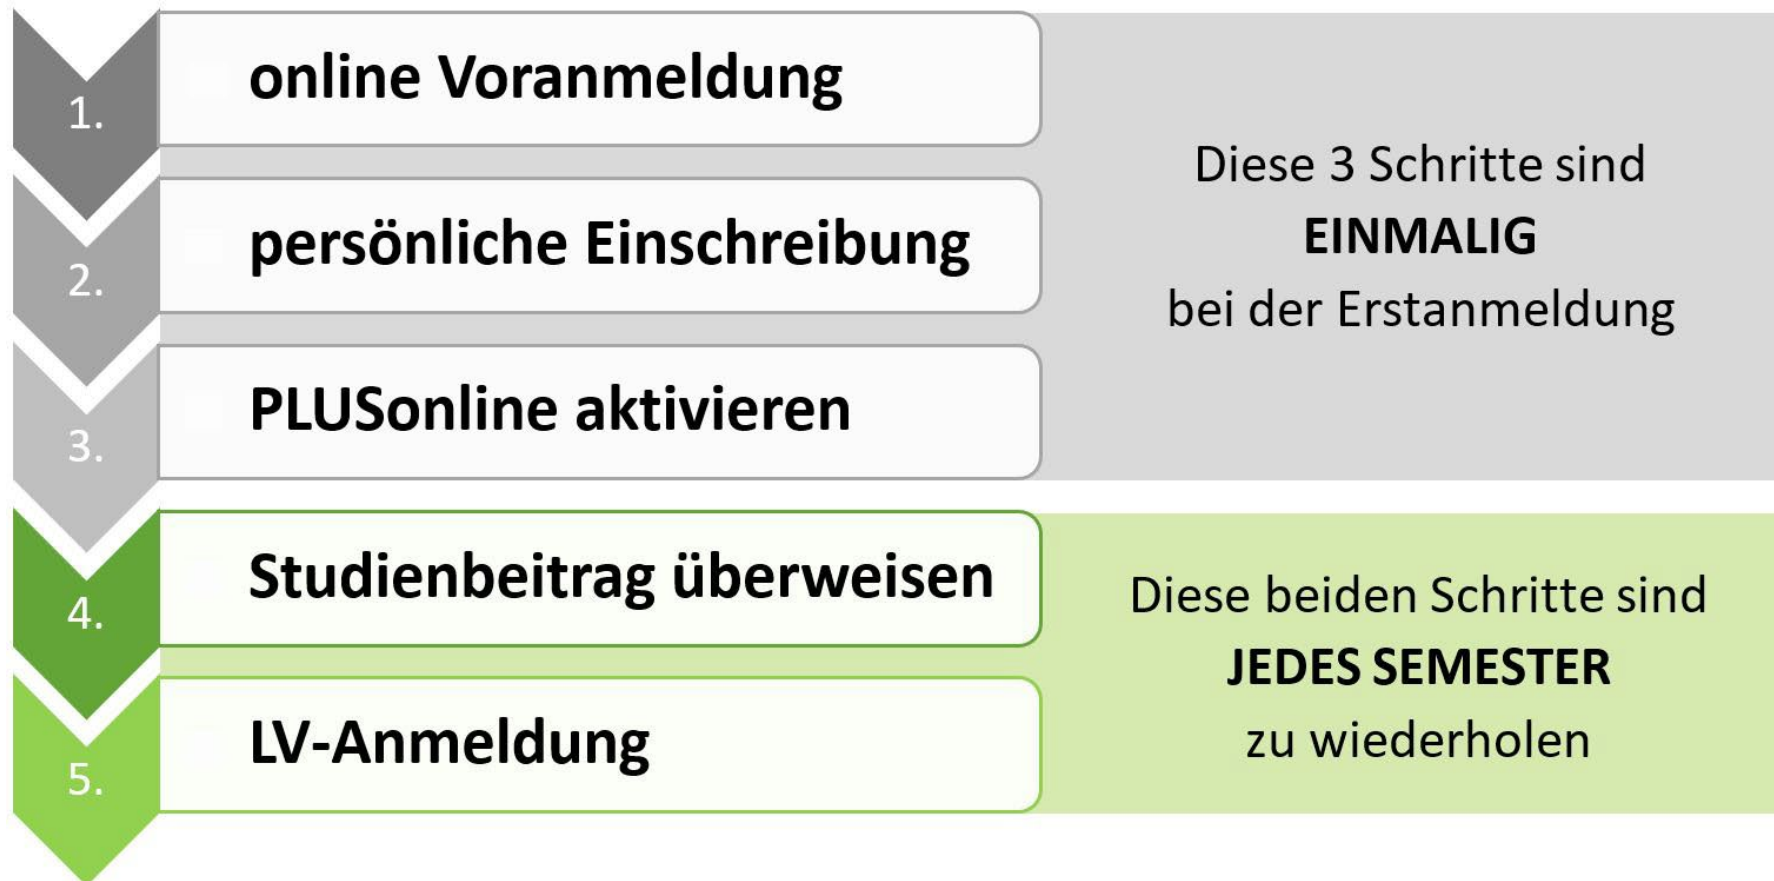 1.
online Voranmeldung
2.
persönliche Einschreibung
3.
PLUSonline aktivieren
Diese 3 Schritte sind
EINMALIG
bei der Erstanmeldung
4.
Studienbeitrag überweisen
5.
LV-Anmeldung
Diese beiden Schritte sind
JEDES SEMESTER
zu wiederholen